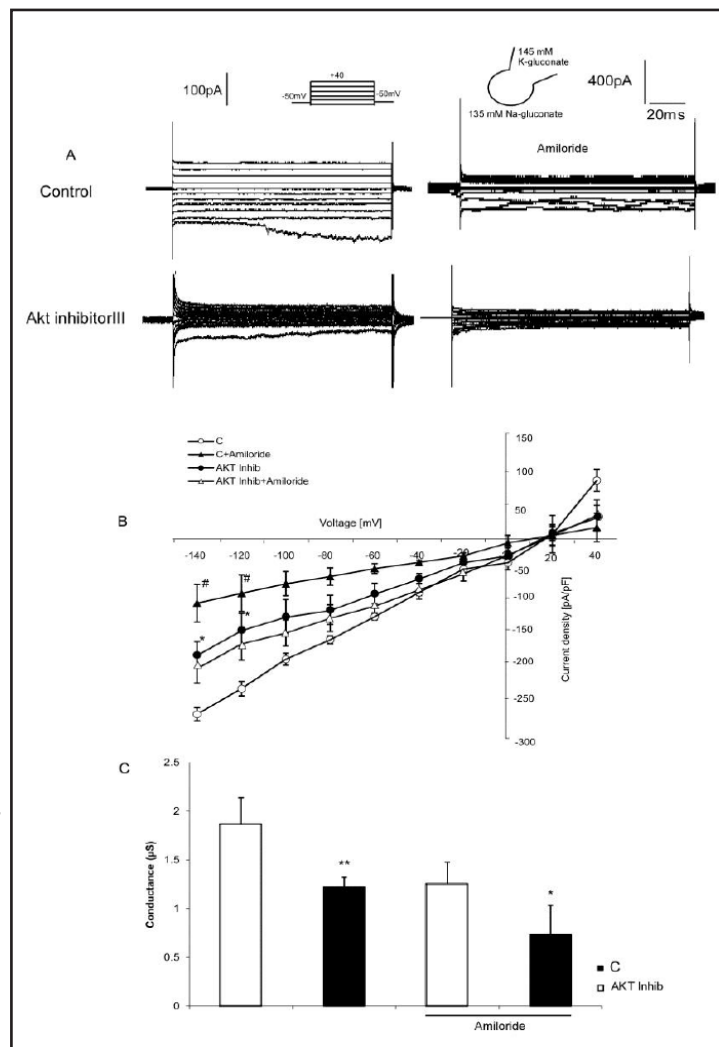 145 mM
K-gluconate
+40
100pA
-50mV
-50mV
400pA
135 mM Na-gluconate
20ms
A
Amiloride
Control
Akt inhibitorIII
C
C+Amiloride
AKT Inhib
AKT Inhib+Amiloride
B
Voltage [mV]
150
100
50
-140 -120 -100 -80 -60 -40 -20 0 20 40
# #
* *
-50
-100
-150
-200
-250
-300
Current density [pA/pF]
C
2.5
2
1.5
1
0.5
0
Conductance (µS)
**
*
C
AKT Inhib
Amiloride